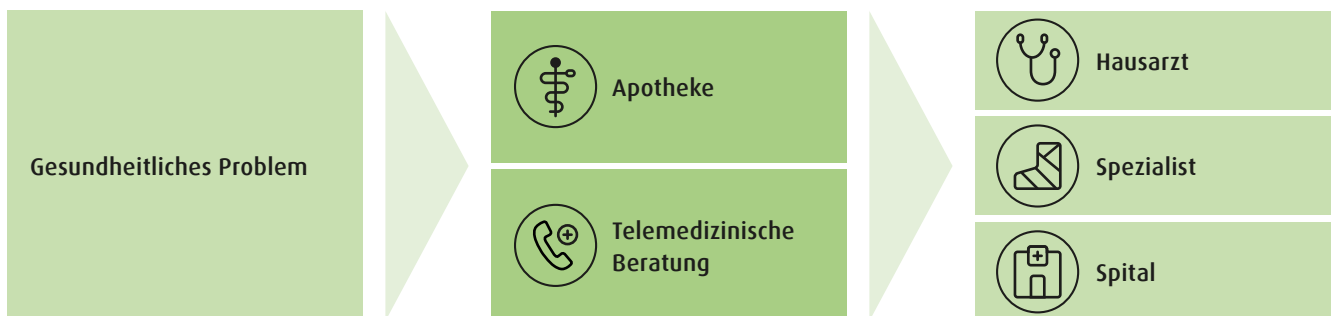 Gesundheitliches Problem
Apotheke
Telemedizinische
Beratung
Hausarzt
Spezialist
Spital